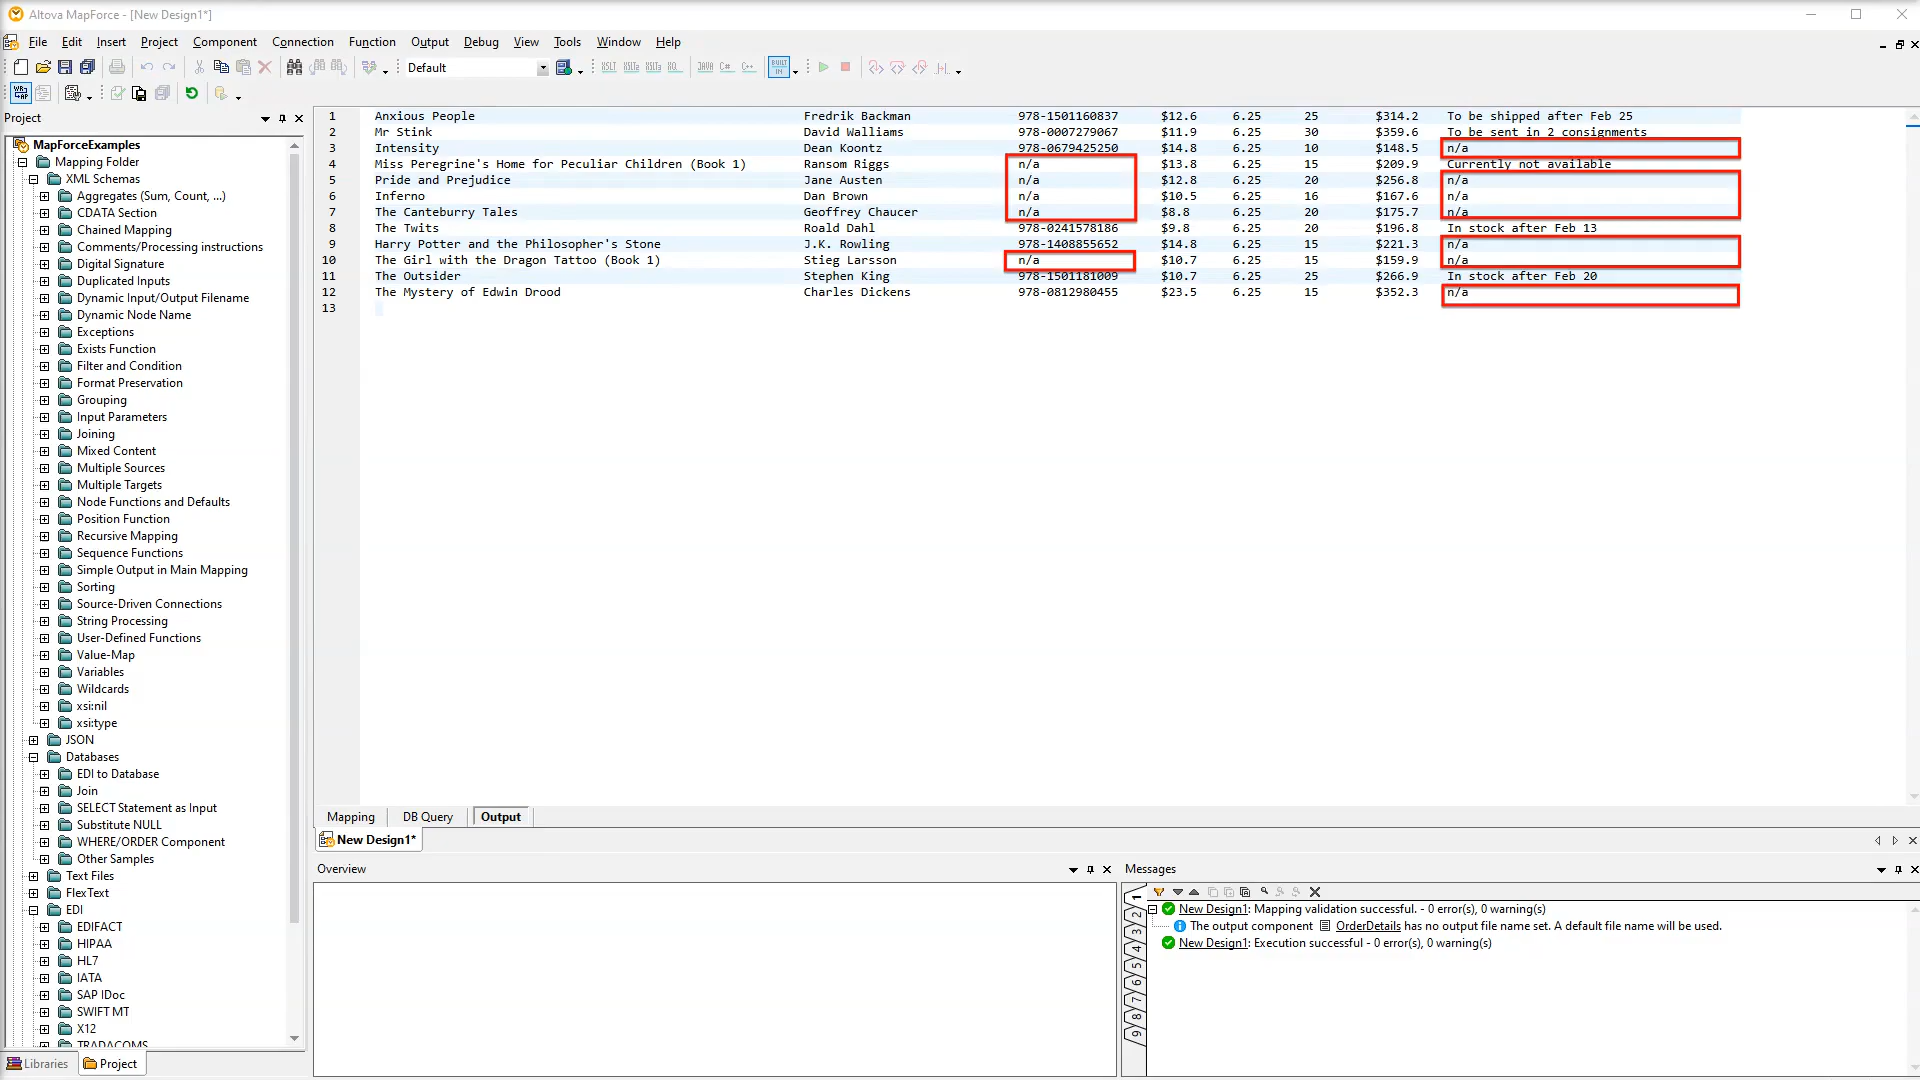 Altova MapForce - [New Design1*]
File Edit Insert Project Component Connection Function Output Debug View Tools Window Help
Default
Project
MapForceExamples
Mapping Folder
XML Schemas
Aggregates (Sum, Count, ...)
CDATA Section
Chained Mapping
Comments/Processing instructions
Digital Signature
Duplicated Inputs
Dynamic Input/Output Filename
Dynamic Node Name
Exceptions
Exists Function
Filter and Condition
Format Preservation
Grouping
Input Parameters
Joining
Mixed Content
Multiple Sources
Multiple Targets
Node Functions and Defaults
Position Function
Recursive Mapping
Sequence Functions
Simple Output in Main Mapping
Sorting
Source-Driven Connections
String Processing
User-Defined Functions
Value-Map
Variables
Wildcards
xsi:nil
xsi:type
JSON
Databases
EDI to Database
Join
SELECT Statement as Input
Substitute NULL
WHERE/ORDER Component
Other Samples
Text Files
FlexText
EDI
EDIFACT
HIPAA
HL7
IATA
SAP IDoc
SWIFT MT
X12
TRADACOMS
Libraries Project
1 Anxious People Fredrik Backman 978-1501160837 $12.6 6.25 25 $314.2 To be shipped after Feb 25
2 Mr Stink David Walliams 978-0007279067 $11.9 6.25 30 $359.6 To be sent in 2 consignments
3 Intensity Dean Koontz 978-0679425250 $14.8 6.25 10 $148.5 n/a
4 Miss Peregrine's Home for Peculiar Children (Book 1) Ransom Riggs n/a $13.8 6.25 15 $209.9 Currently not available
5 Pride and Prejudice Jane Austen n/a $12.8 6.25 20 $256.8 n/a
6 Inferno Dan Brown n/a $10.5 6.25 16 $167.6 n/a
7 The Canteburry Tales Geoffrey Chaucer n/a $8.8 6.25 20 $175.7 n/a
8 The Twits Roald Dahl 978-0241578186 $9.8 6.25 20 $196.8 In stock after Feb 13
9 Harry Potter and the Philosopher's Stone J.K. Rowling 978-1408855652 $14.8 6.25 15 $221.3 n/a
10 The Girl with the Dragon Tattoo (Book 1) Stieg Larsson n/a $10.7 6.25 15 $159.9 n/a
11 The Outsider Stephen King 978-1501181009 $10.7 6.25 25 $266.9 In stock after Feb 20
12 The Mystery of Edwin Drood Charles Dickens 978-0812980455 $23.5 6.25 15 $352.3 n/a
13
Mapping DB Query Output
New Design1*
Overview
Messages
1
2
3
4
5
6
7
8
9
New Design1: Mapping validation successful. - 0 error(s), 0 warning(s)
The output component OrderDetails has no output file name set. A default file name will be used.
New Design1: Execution successful - 0 error(s), 0 warning(s)